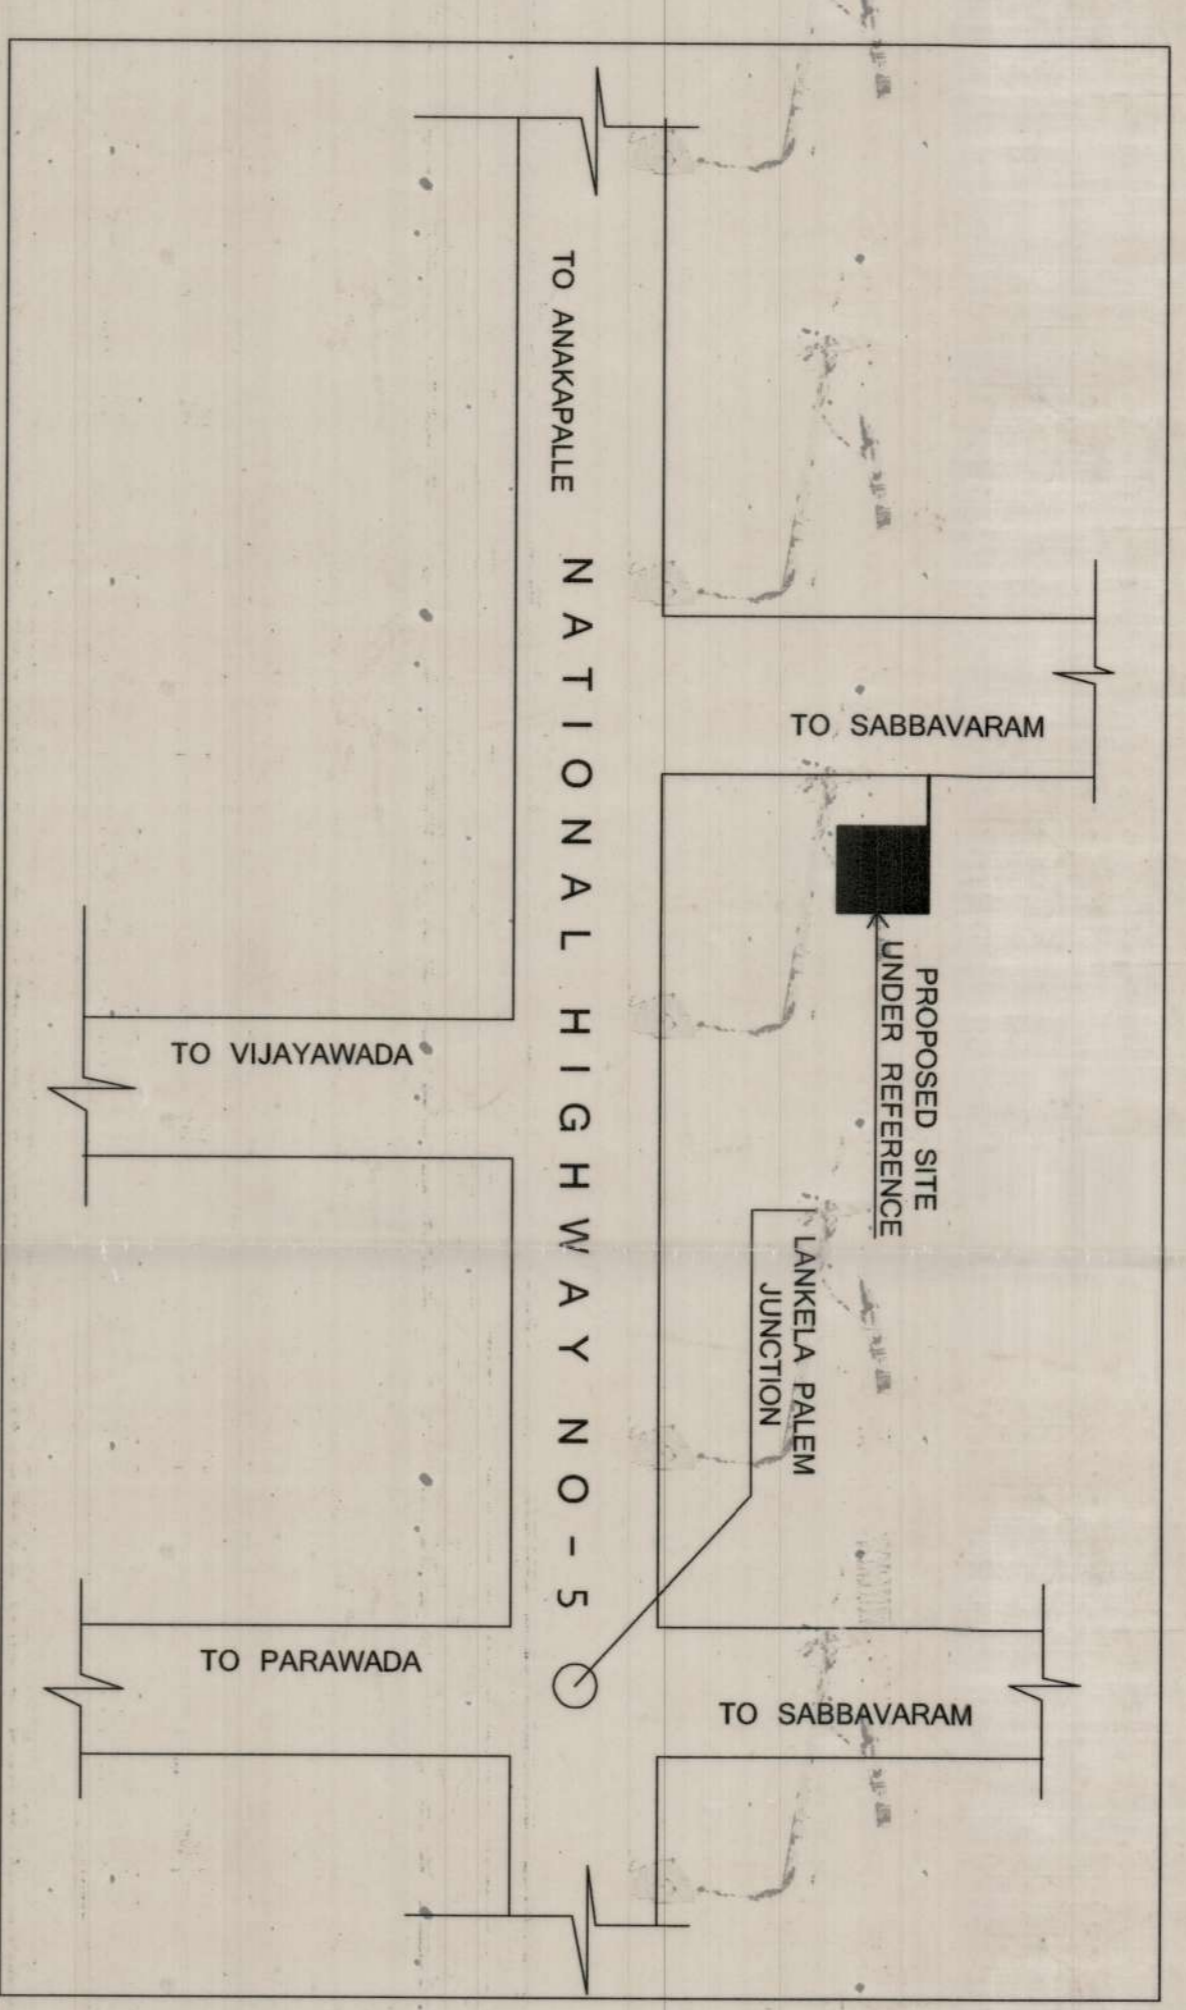 TO SABBAVARAM
PROPOSED SITE
UNDER REFERENCE
LANKELA PALEM
JUNCTION
TO SABBAVARAM
TO ANAKAPALLE
NATIONAL HIGHWAY NO-5
TO VIJAYAWADA
TO PARAWADA